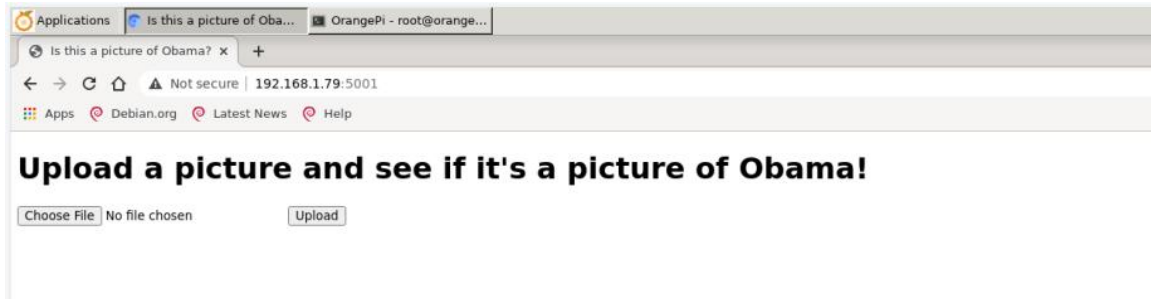 Applications Is this a picture of Oba... OrangePi - root@orange...
Is this a picture of Obama? × +
Not secure | 192.168.1.79:5001
Apps Debian.org Latest News Help
Upload a picture and see if it's a picture of Obama!
Choose File No file chosen Upload